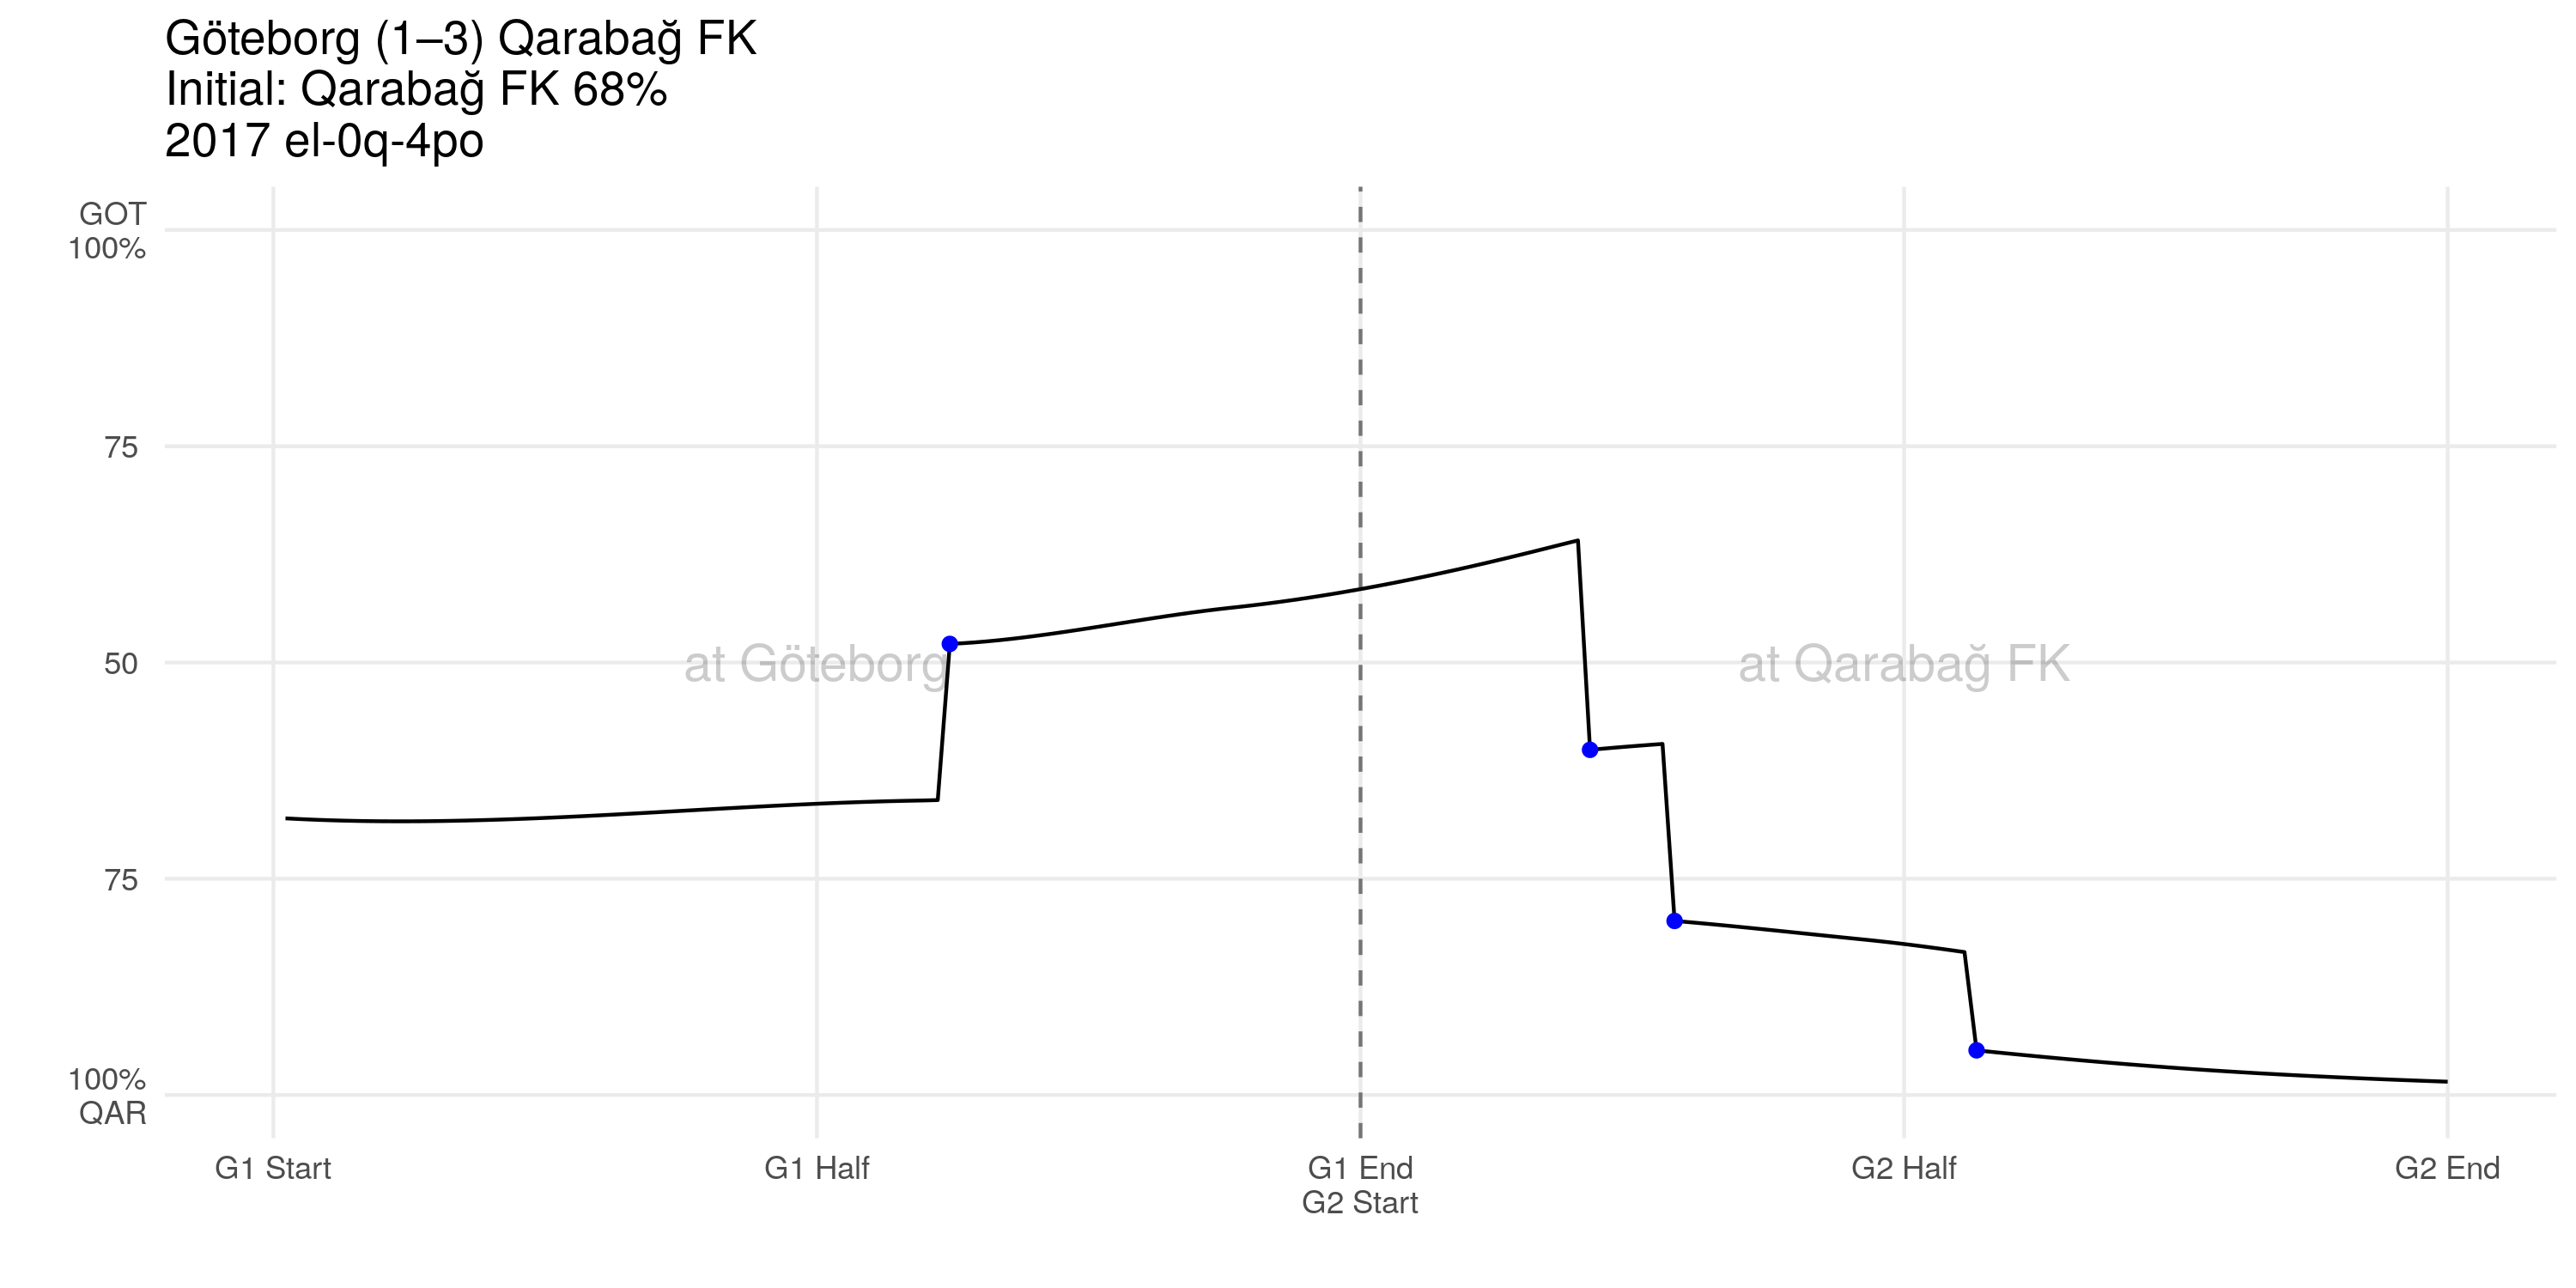 Göteborg (1–3) Qarabağ FK
Initial: Qarabağ FK 68%
2017 el-0q-4po
GOT
100%
75
50
75
100%
QAR
at Göteborg
at Qarabağ FK
G1 Start
G1 Half
G1 End
G2 Start
G2 Half
G2 End